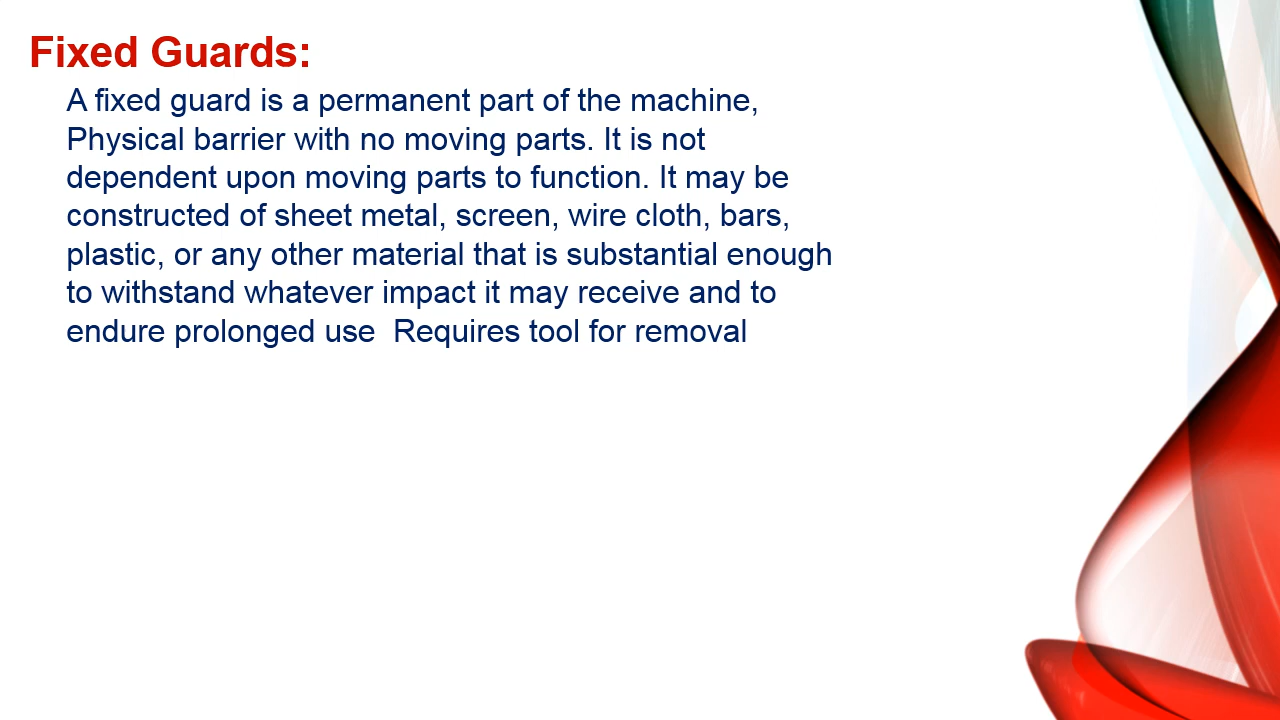 Fixed Guards:
A fixed guard is a permanent part of the machine,
Physical barrier with no moving parts. It is not
dependent upon moving parts to function. It may be
constructed of sheet metal, screen, wire cloth, bars,
plastic, or any other material that is substantial enough
to withstand whatever impact it may receive and to
endure prolonged use  Requires tool for removal